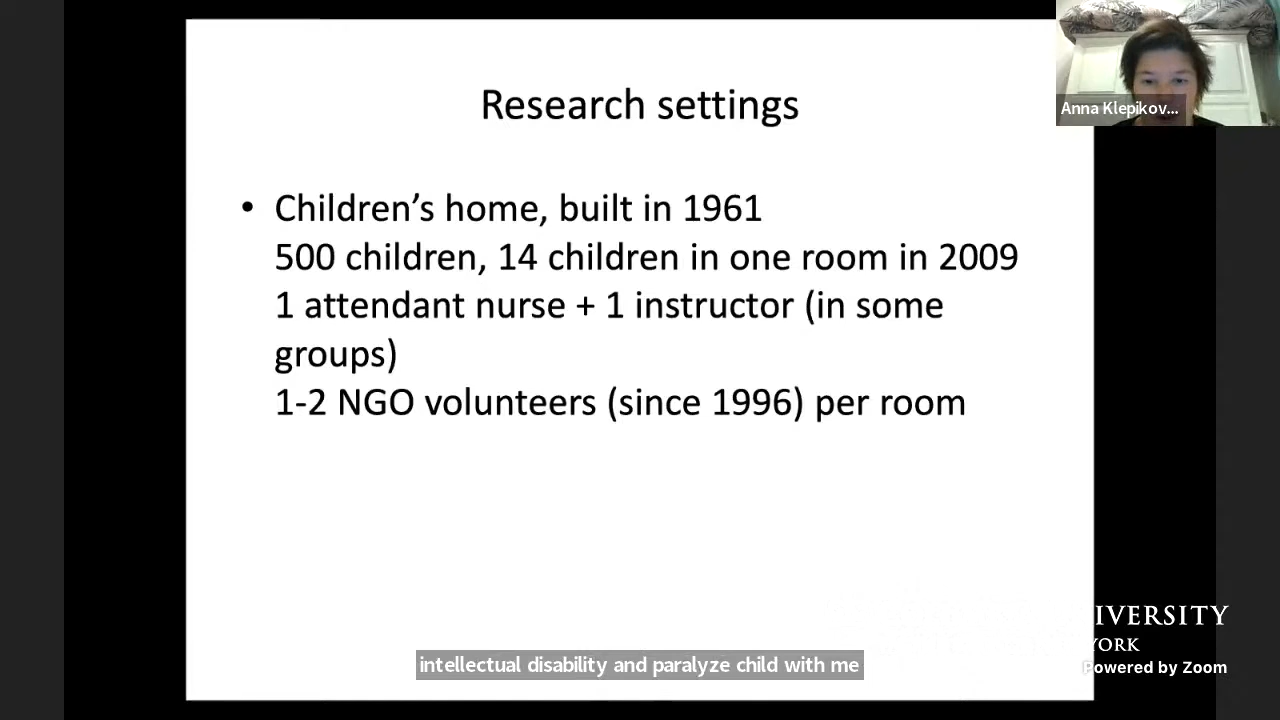 Research settings
Anna Klepikov...
• Children's home, built in 1961
500 children, 14 children in one room in 2009
1 attendant nurse + 1 instructor (in some
groups)
1-2 NGO volunteers (since 1996) per room
IVERSITY
YORK
intellectual disability and paralyze child with me
Powered by Zoom